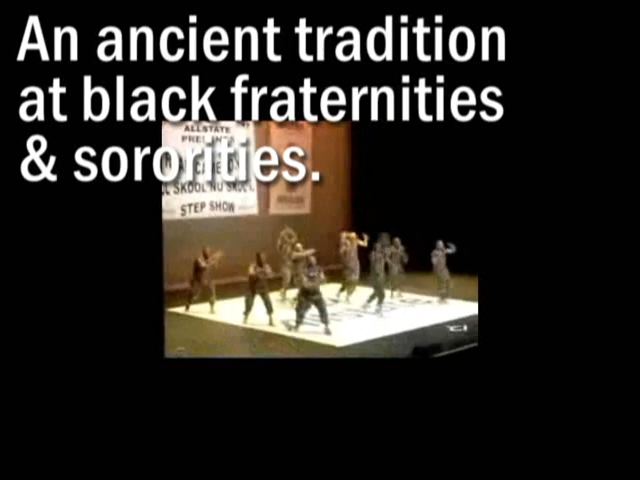 An ancient tradition
at black fraternities
& sororities.
ALLSTATE
STEP SHOW